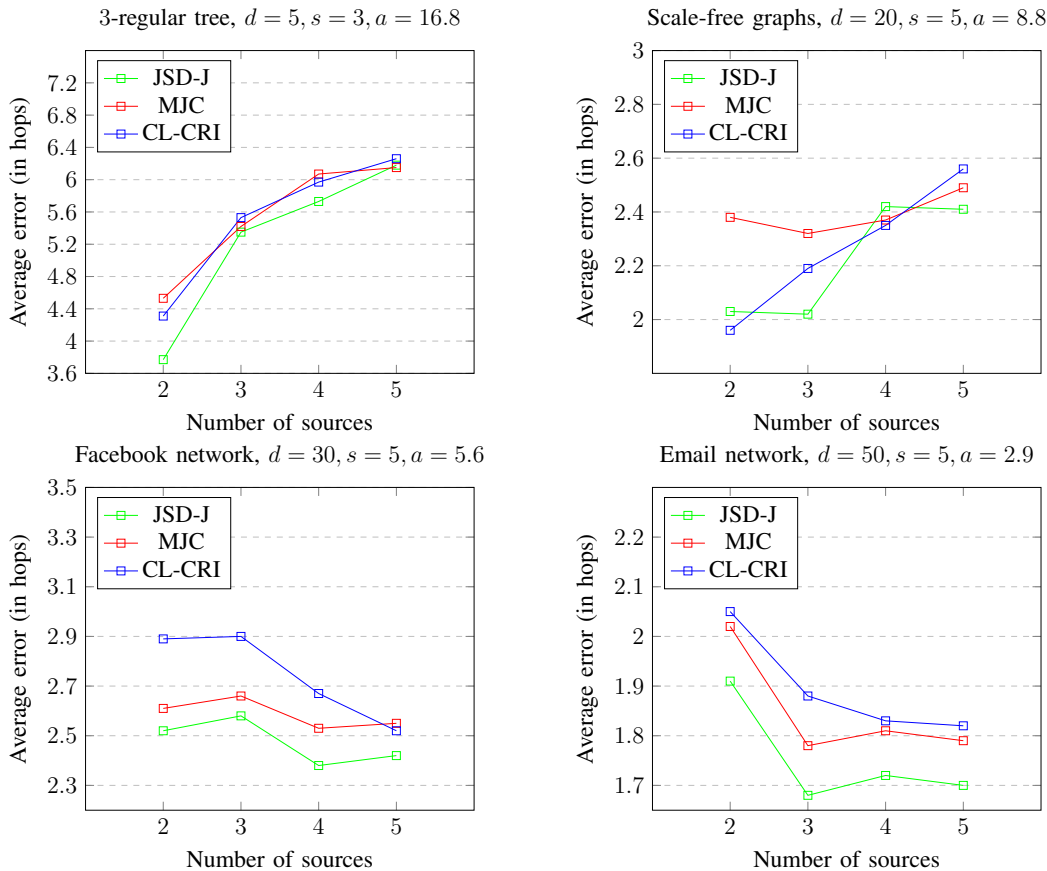 3-regular tree, d = 5, s = 3, a = 16.8
7.2
6.8
6.4
6
5.6
5.2
4.8
4.4
4
3.6
Average error (in hops)
JSD-J
MJC
CL-CRI
2 3 4 5
Number of sources
Scale-free graphs, d = 20, s = 5, a = 8.8
3
2.8
2.6
2.4
2.2
2
Average error (in hops)
JSD-J
MJC
CL-CRI
2 3 4 5
Number of sources
Facebook network, d = 30, s = 5, a = 5.6
3.5
3.3
3.1
2.9
2.7
2.5
2.3
Average error (in hops)
JSD-J
MJC
CL-CRI
2 3 4 5
Number of sources
Email network, d = 50, s = 5, a = 2.9
2.2
2.1
2
1.9
1.8
1.7
Average error (in hops)
JSD-J
MJC
CL-CRI
2 3 4 5
Number of sources